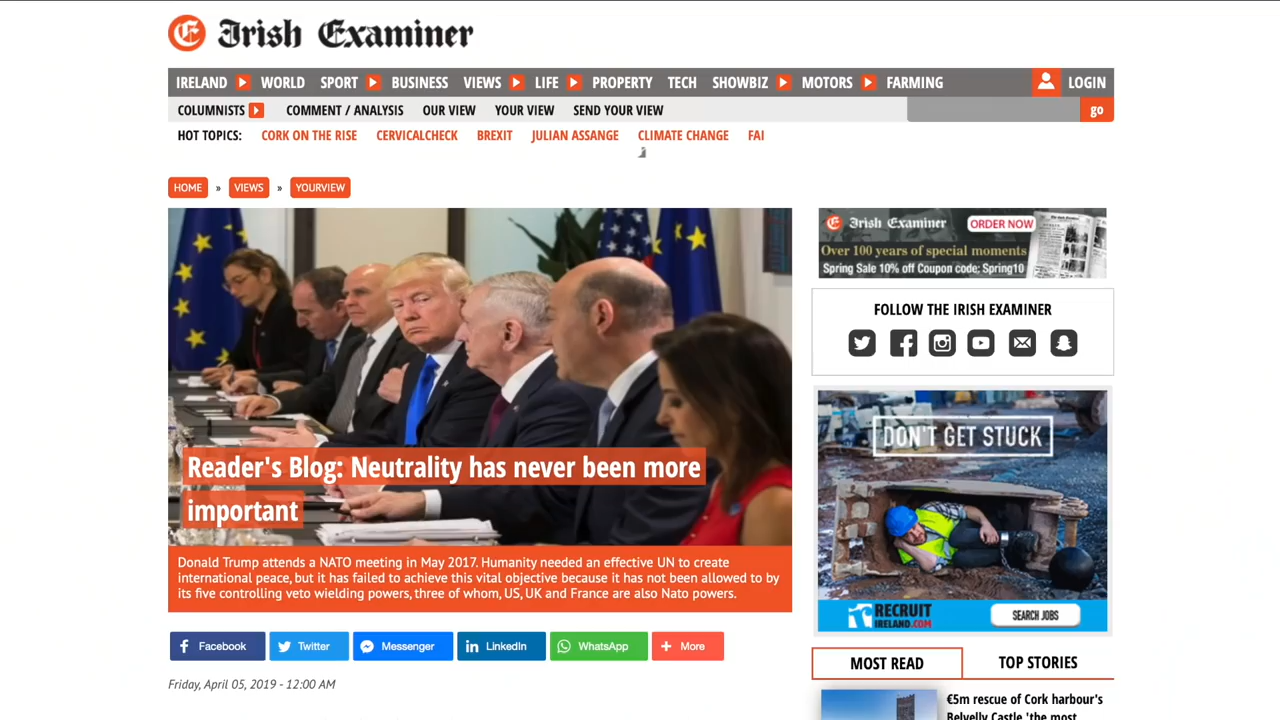 Irish Examiner
IRELAND WORLD SPORT BUSINESS VIEWS LIFE PROPERTY TECH SHOWBIZ MOTORS FARMING LOGIN
COLUMNISTS COMMENT / ANALYSIS OUR VIEW YOUR VIEW SEND YOUR VIEW go
HOT TOPICS: CORK ON THE RISE CERVICALCHECK BREXIT JULIAN ASSANGE CLIMATE CHANGE FAI
HOME » VIEWS » YOURVIEW
Reader's Blog: Neutrality has never been more
important
Donald Trump attends a NATO meeting in May 2017. Humanity needed an effective UN to create
international peace, but it has failed to achieve this vital objective because it has not been allowed to by
its five controlling veto wielding powers, three of whom, US, UK and France are also Nato powers.
Facebook Twitter Messenger LinkedIn WhatsApp More
Friday, April 05, 2019 - 12:00 AM
Irish Examiner ORDER NOW
Over 100 years of special moments
Spring Sale 10% off Coupon code: Spring10
FOLLOW THE IRISH EXAMINER
DON'T GET STUCK
RECRUIT
IRELAND.COM
SEARCH JOBS
MOST READ TOP STORIES
€5m rescue of Cork harbour's
Belvelly Castle 'the most